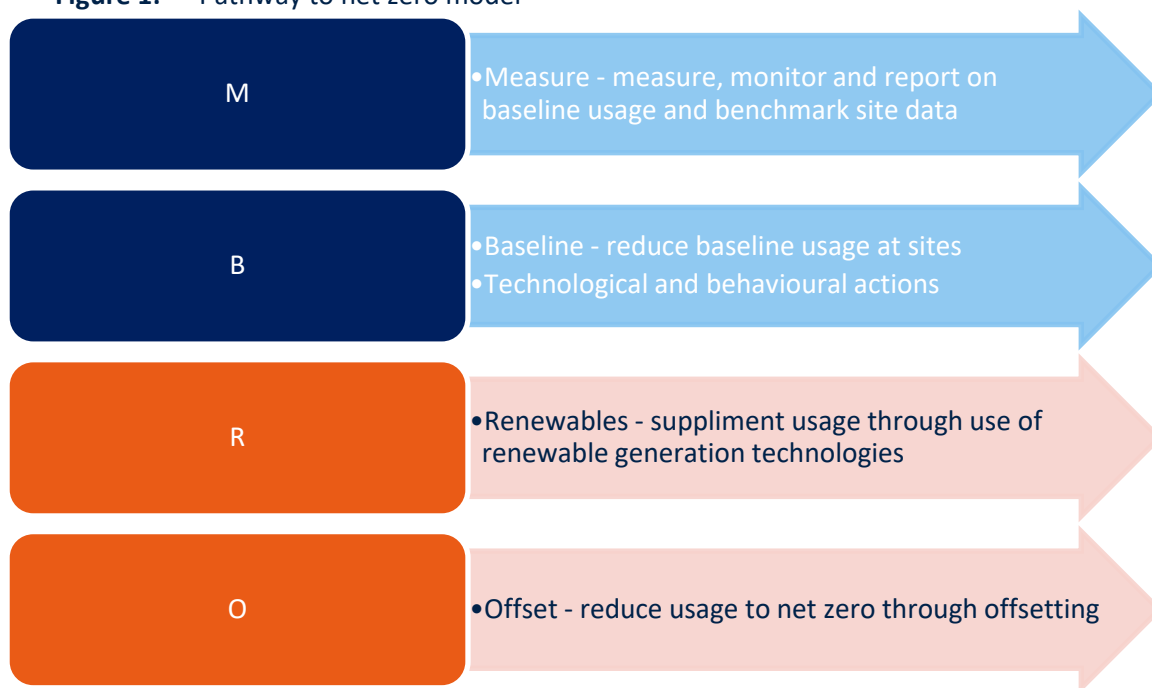 Figure 1. Pathway to net zero model
M
•Measure - measure, monitor and report on
baseline usage and benchmark site data
B
•Baseline - reduce baseline usage at sites
•Technological and behavioural actions
R
•Renewables - suppliment usage through use of
renewable generation technologies
O
•Offset - reduce usage to net zero through offsetting